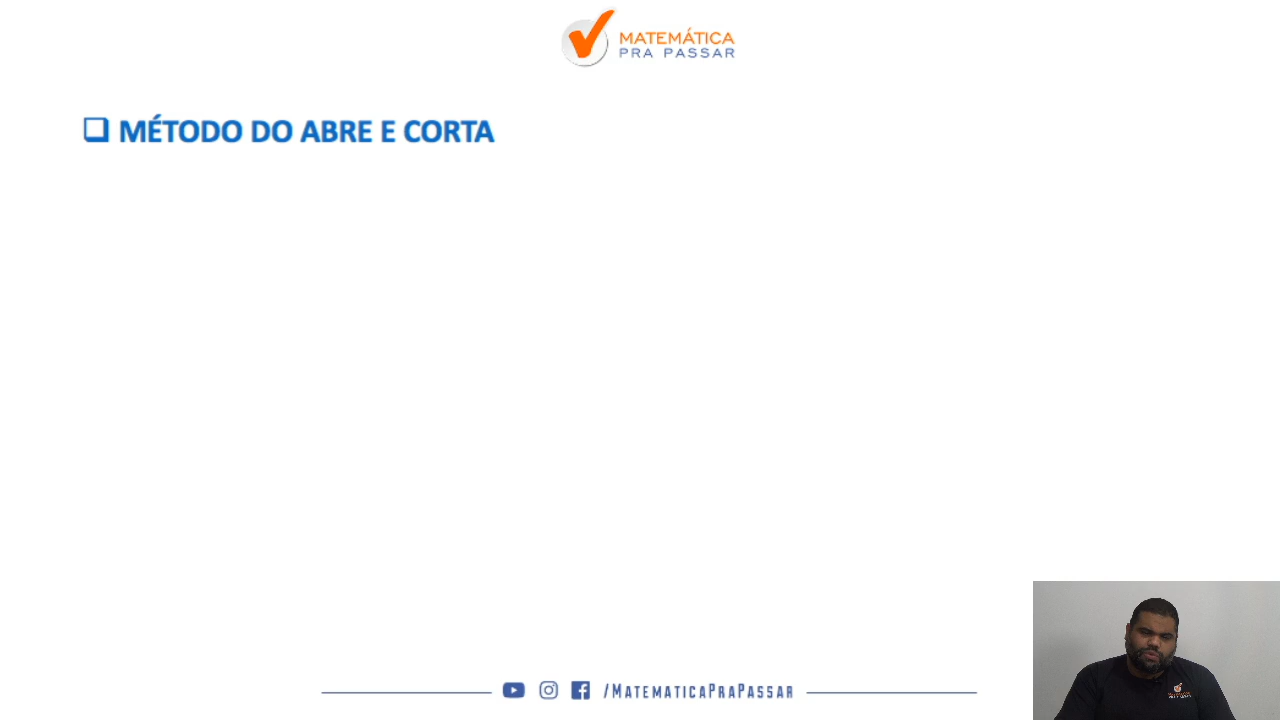 MATEMÁTICA
PRA PASSAR
MÉTODO DO ABRE E CORTA
/MATEMATICAPRAPASSAR